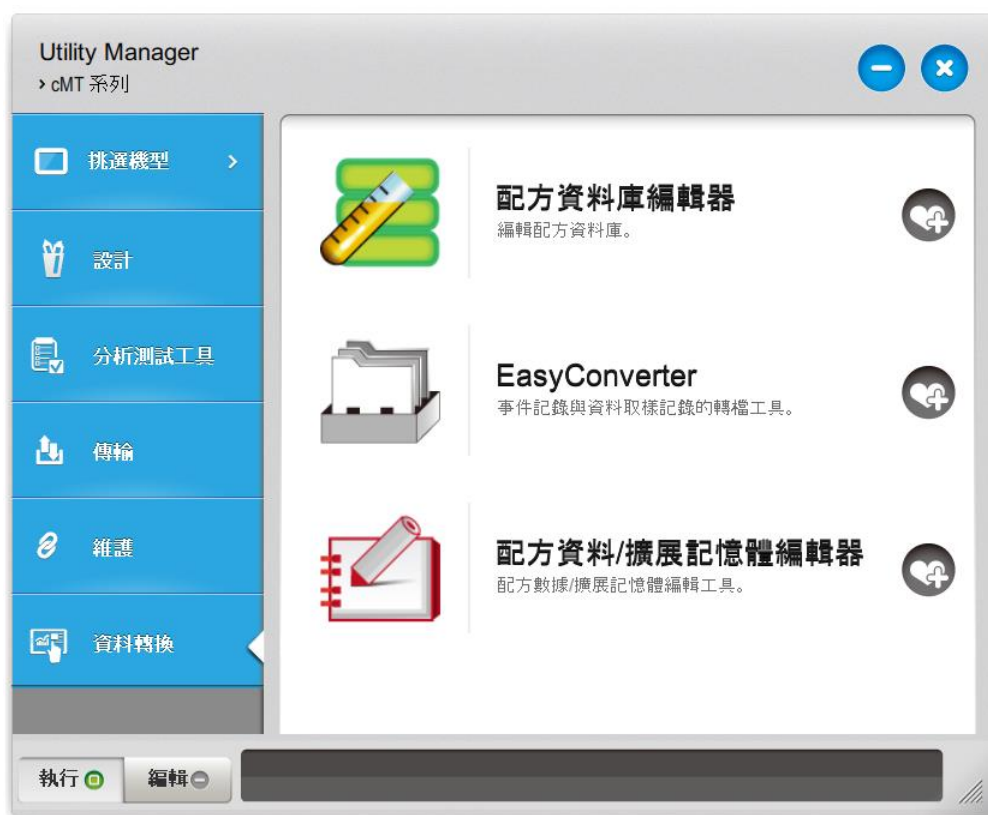 Utility Manager
› cMT 系列
挑選機型 ›
設計
分析測試工具
傳輸
維護
資料轉換
配方資料庫編輯器
編輯配方資料庫。
EasyConverter
事件記錄與資料取樣記錄的轉檔工具。
配方資料/擴展記憶體編輯器
配方數據/擴展記憶體編輯工具。
執行
編輯